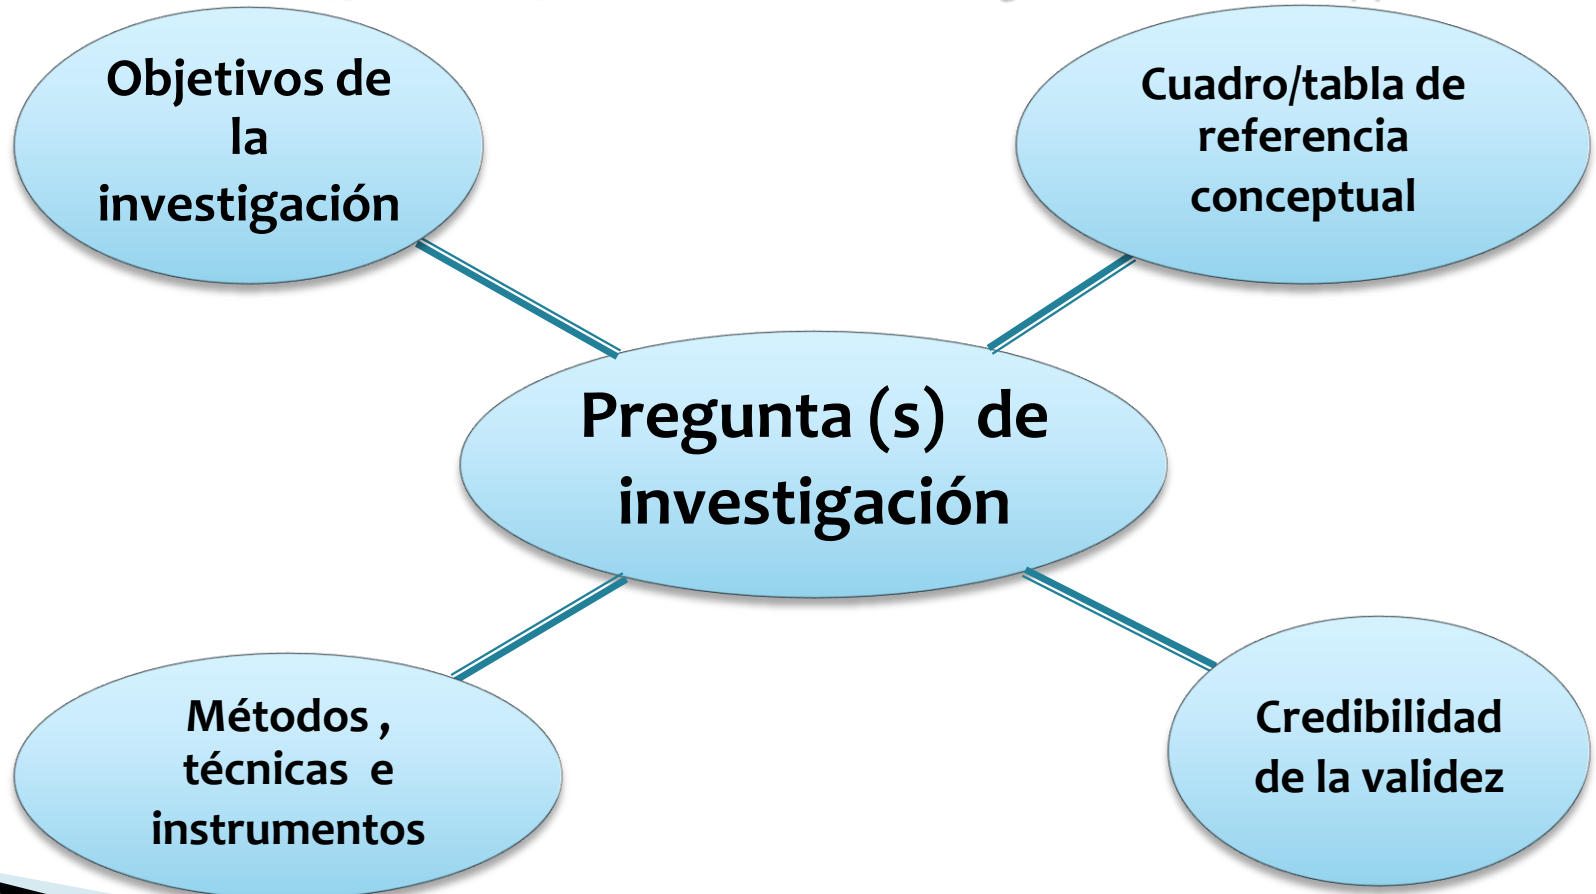 Objetivos de
la
investigación
Cuadro/tabla de
referencia
conceptual
Pregunta (s) de
investigación
Métodos ,
técnicas e
instrumentos
Credibilidad
de la validez